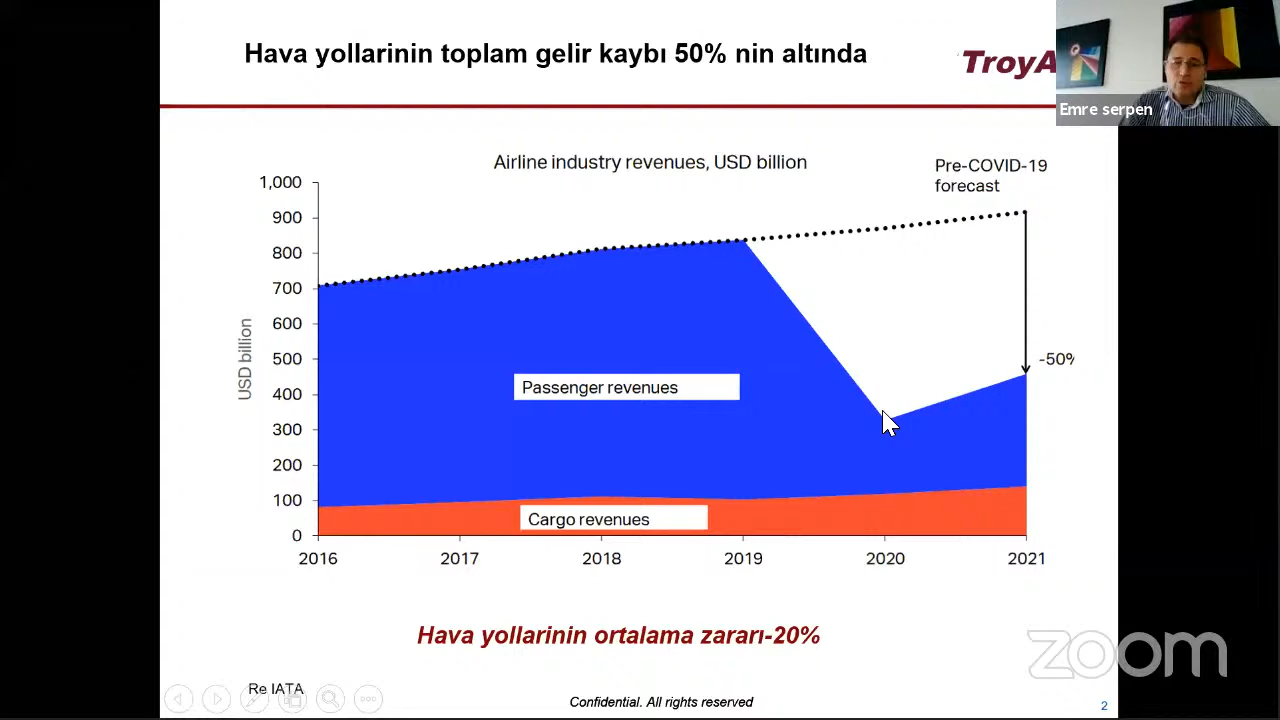 Hava yollarinin toplam gelir kaybı 50% nin altında
TroyA
Emre serpen
Airline industry revenues, USD billion
Pre-COVID-19
forecast
1,000
900
800
700
600
500
400
300
200
100
0
USD billion
-50%
Passenger revenues
Cargo revenues
2016 2017 2018 2019 2020 2021
Hava yollarinin ortalama zararı-20%
zoom
Re IATA
Confidential. All rights reserved
2